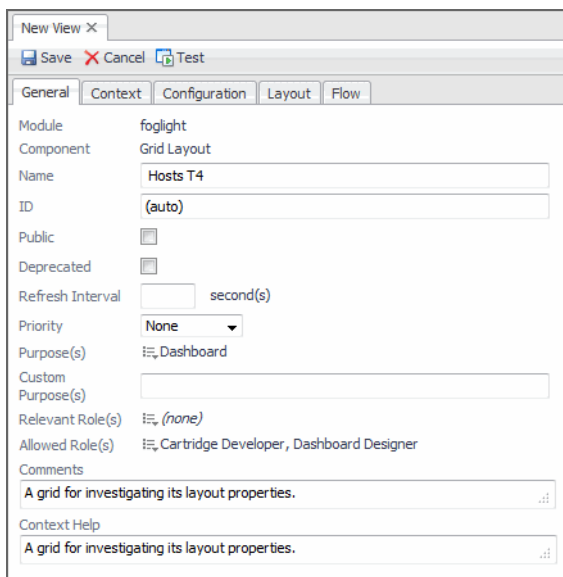 New View
Save Cancel Test
General Context Configuration Layout Flow
Module foglight
Component Grid Layout
Name Hosts T4
ID (auto)
Public
Deprecated
Refresh Interval second(s)
Priority None
Purpose(s) Dashboard
Custom
Purpose(s)
Relevant Role(s) (none)
Allowed Role(s) Cartridge Developer, Dashboard Designer
Comments
A grid for investigating its layout properties.
Context Help
A grid for investigating its layout properties.